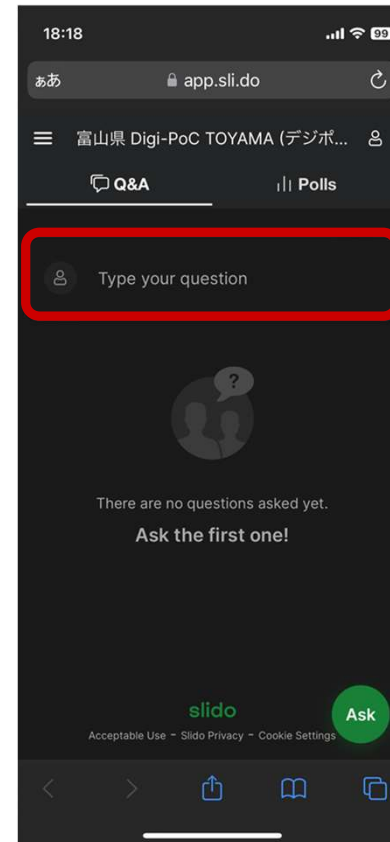 18:18
99
ああ app.sli.do
富山県 Digi-PoC TOYAMA (デジポ...
Q&A Polls
Type your question
?
There are no questions asked yet.
Ask the first one!
slido
Ask
Acceptable Use - Slido Privacy - Cookie Settings